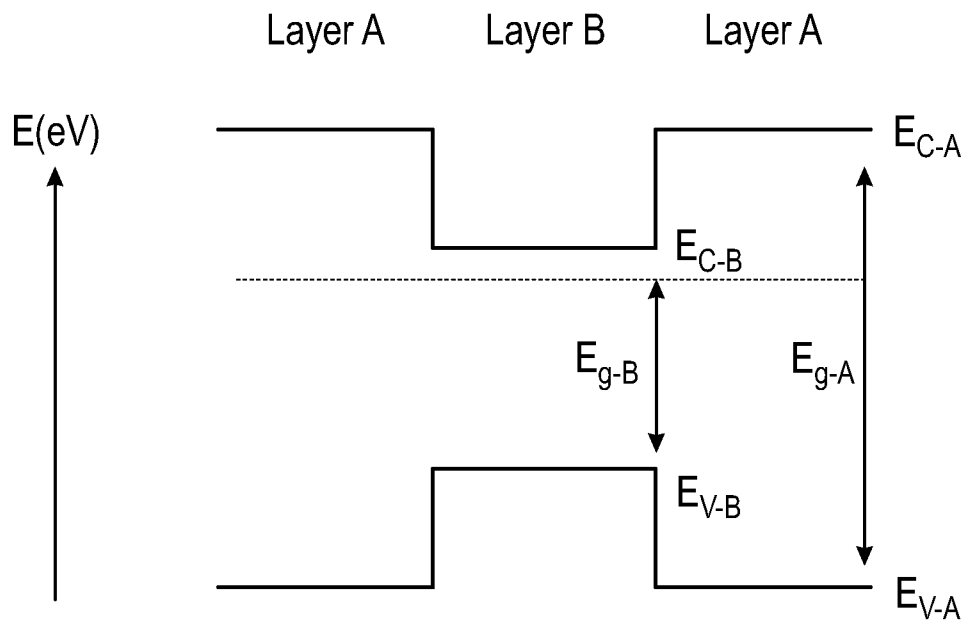 Layer A Layer B Layer A
E(eV)
E_C-A
E_C-B
E_g-B E_g-A
E_V-B
E_V-A